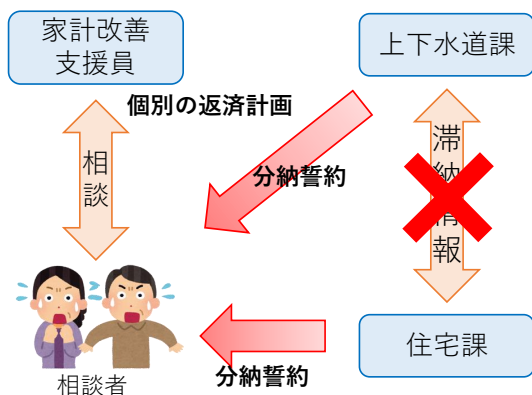 家計改善
支援員
上下水道課
個別の返済計画
相談
分納誓約
滞納情報
住宅課
分納誓約
相談者